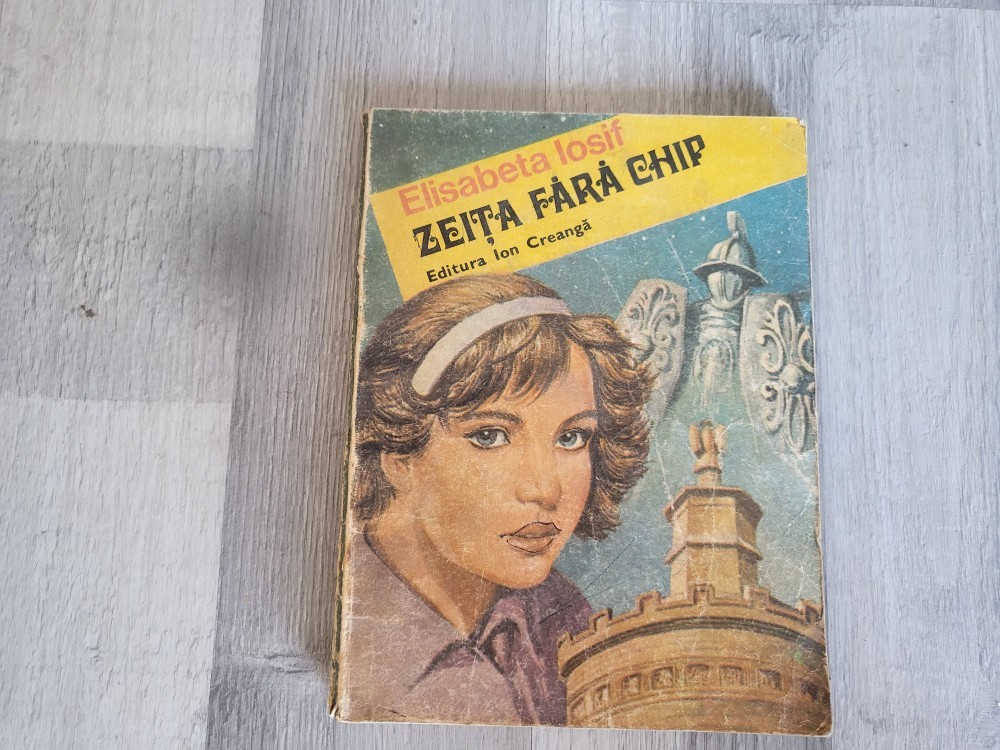 Elisabeta Iosif
ZEIȚA FĂRĂ CHIP
Editura Ion Creangă